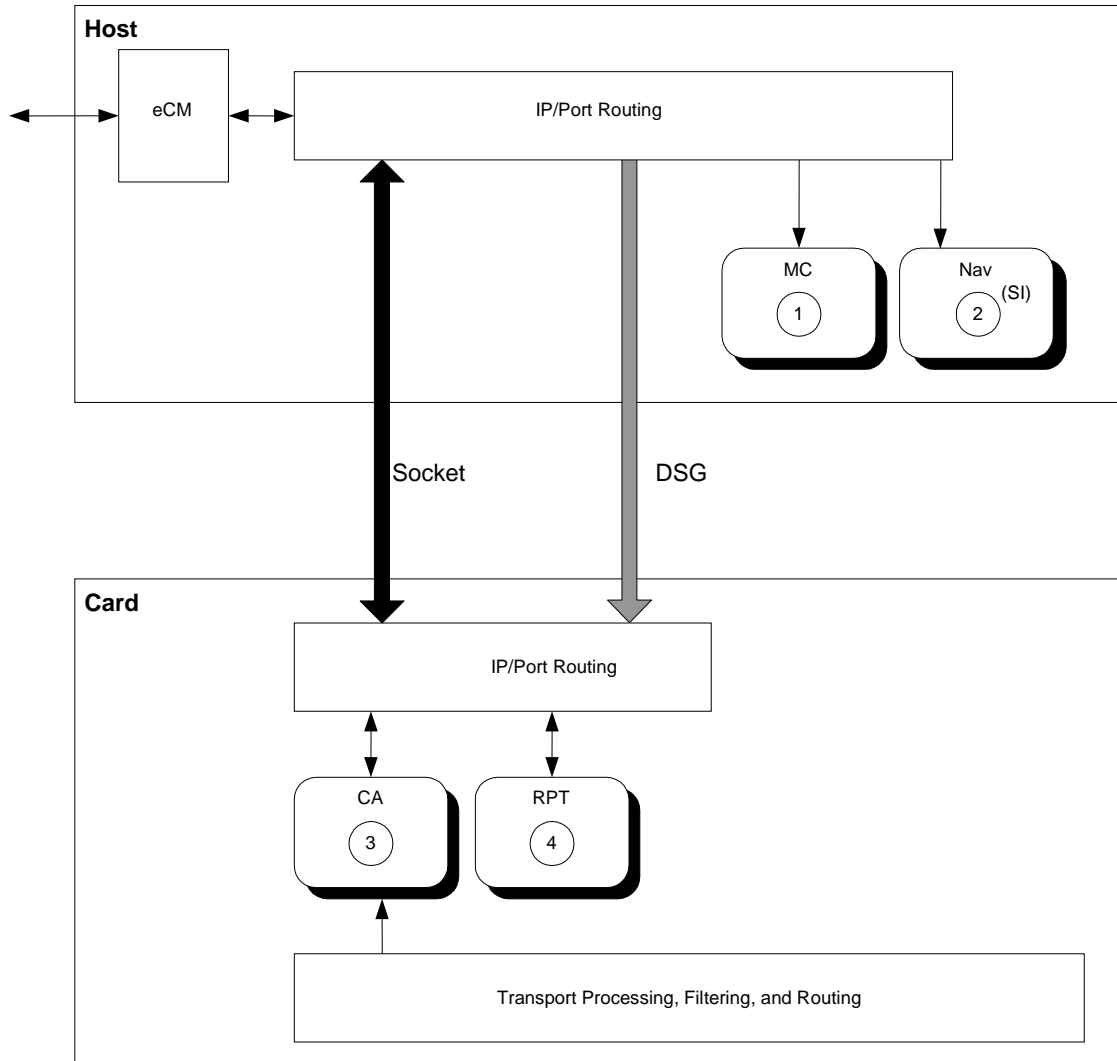 Host
eCM
IP/Port Routing
MC
1
Nav
(SI)
2
Socket
DSG
Card
IP/Port Routing
CA
3
RPT
4
Transport Processing, Filtering, and Routing